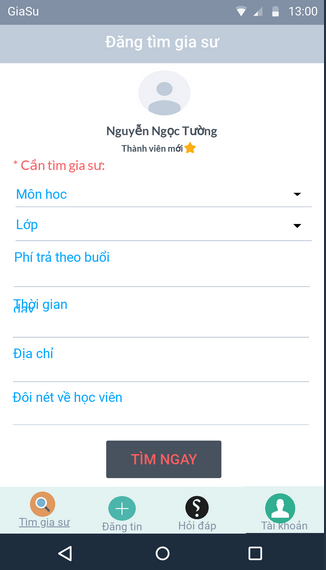 GiaSu
13:00
Đăng tìm gia sư
Nguyễn Ngọc Tường
Thành viên mới
* Cần tìm gia sư:
Môn học
Lớp
Phí trả theo buổi
Thời gian
Địa chỉ
Đôi nét về học viên
TÌM NGAY
Tìm gia sư
Đăng tin
Hỏi đáp
Tài khoản